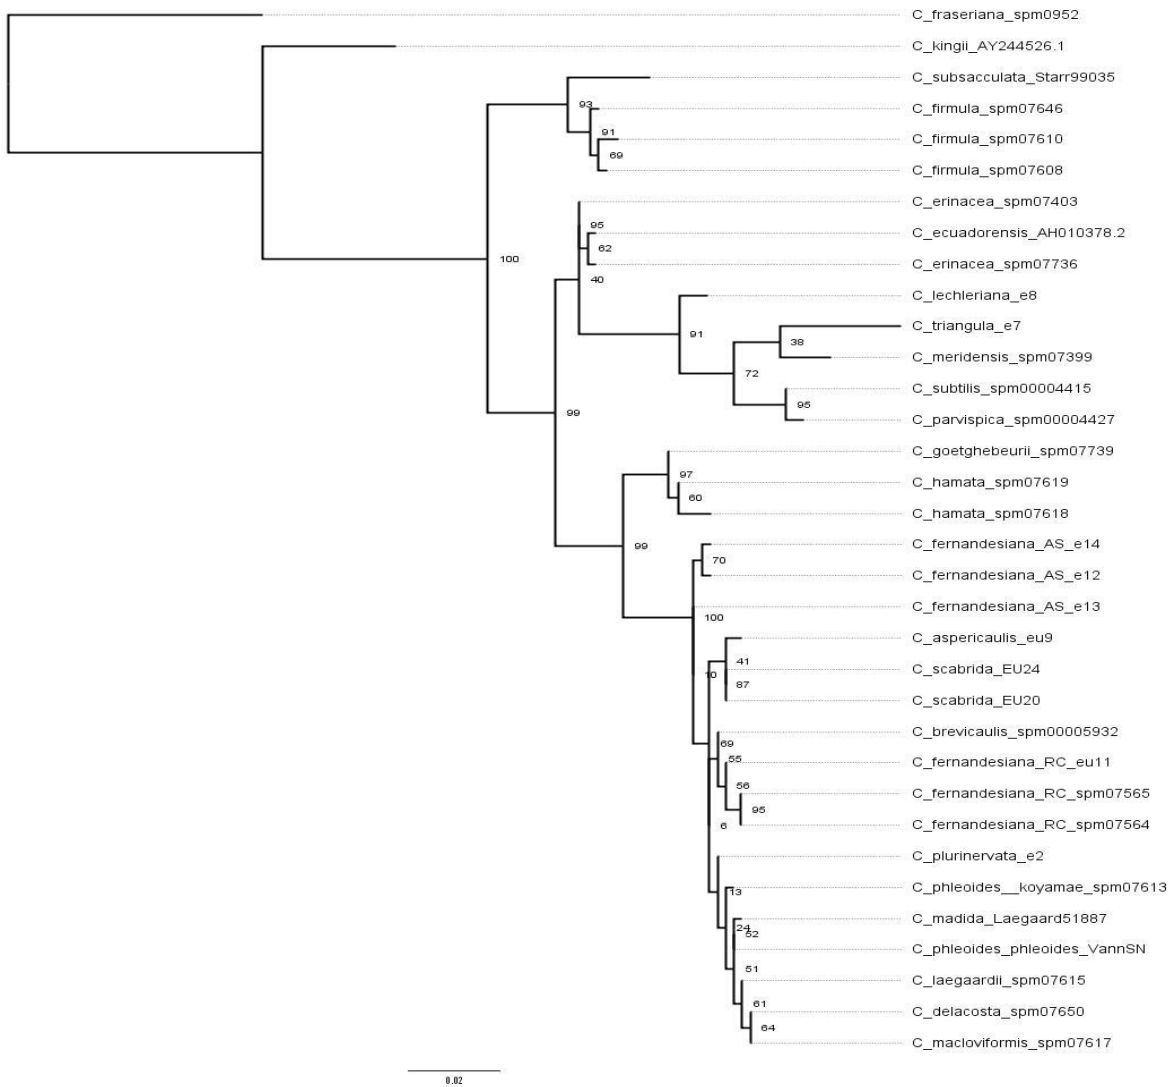 C_fraseriana_spm0952
C_kingii_AY244526.1
C_subsacculata_Starr99035
93
C_firmula_spm07646
91
C_firmula_spm07610
69
C_firmula_spm07608
C_erinacea_spm07403
95
C_ecuadorensis_AH010378.2
62
100
C_erinacea_spm07736
40
C_lechleriana_e8
C_triangula_e7
91
38
C_meridensis_spm07399
72
C_subtilis_spm00004415
95
99
C_parvispica_spm00004427
C_goetghebeurii_spm07739
97
C_hamata_spm07619
60
C_hamata_spm07618
99
C_fernandesiana_AS_e14
70
C_fernandesiana_AS_e12
C_fernandesiana_AS_e13
100
C_aspericaulis_eu9
41
C_scabrida_EU24
10
87
C_scabrida_EU20
C_brevicaulis_spm00005932
69
55
C_fernandesiana_RC_eu11
56
C_fernandesiana_RC_spm07565
95
C_fernandesiana_RC_spm07564
6
C_plurinervata_e2
C_phleoides__koyamae_spm07613
13
C_madida_Laegaard51887
24
52
C_phleoides_phleoides_VannSN
51
C_laegaardii_spm07615
61
C_delacosta_spm07650
64
C_macloviformis_spm07617
0.02